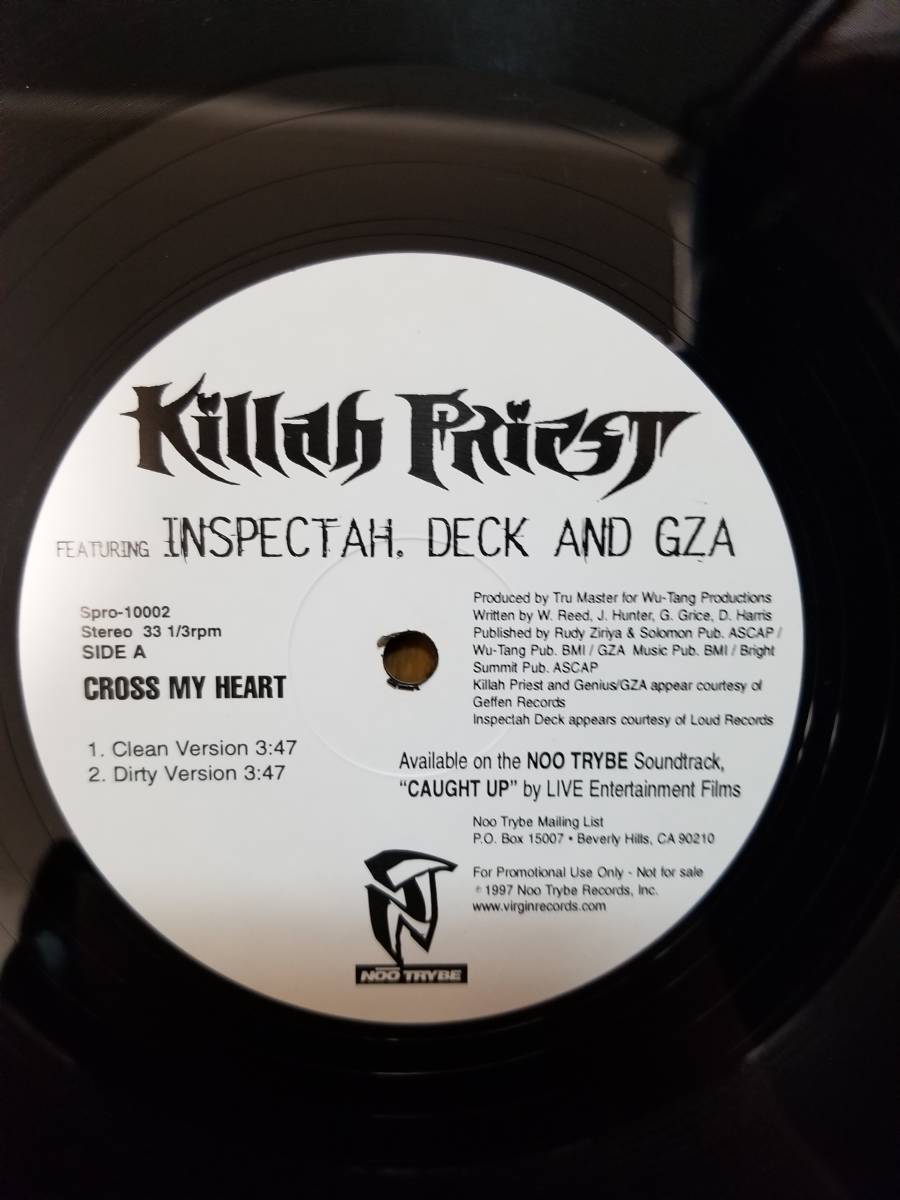 Killah Priest
FEATURING INSPECTAH. DECK AND GZA
Spro-10002
Stereo 33 1/3rpm
SIDE A
CROSS MY HEART
1. Clean Version 3:47
2. Dirty Version 3:47
Produced by Tru Master for Wu-Tang Productions
Written by W. Reed, J. Hunter, G. Grice, D. Harris
Published by Rudy Ziriya & Solomon Pub. ASCAP /
Wu-Tang Pub. BMI / GZA Music Pub. BMI / Bright
Summit Pub. ASCAP
Killah Priest and Genius/GZA appear courtesy of
Geffen Records
Inspectah Deck appears courtesy of Loud Records
Available on the NOO TRYBE Soundtrack,
"CAUGHT UP" by LIVE Entertainment Films
Noo Trybe Mailing List
P.O. Box 15007 • Beverly Hills, CA 90210
For Promotional Use Only - Not for sale
℗ 1997 Noo Trybe Records, Inc.
www.virginrecords.com
NOO TRYBE